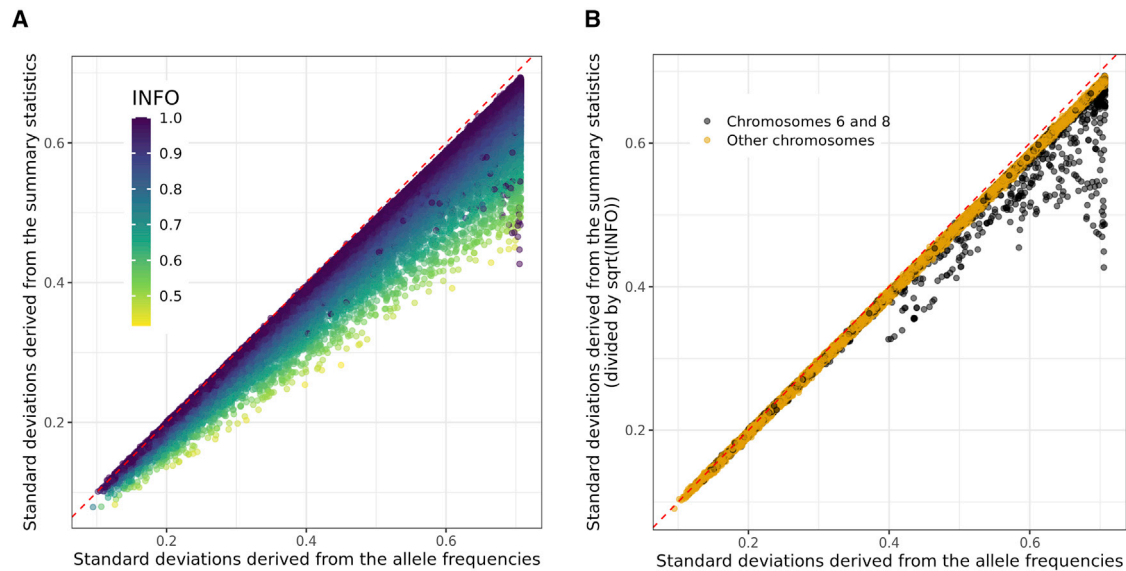 A
Standard deviations derived from the summary statistics
INFO
1.0
0.9
0.8
0.7
0.6
0.5
0.6
0.4
0.2
0.2
0.4
0.6
Standard deviations derived from the allele frequencies
B
Standard deviations derived from the summary statistics
(divided by sqrt(INFO))
Chromosomes 6 and 8
Other chromosomes
0.6
0.4
0.2
0.2
0.4
0.6
Standard deviations derived from the allele frequencies